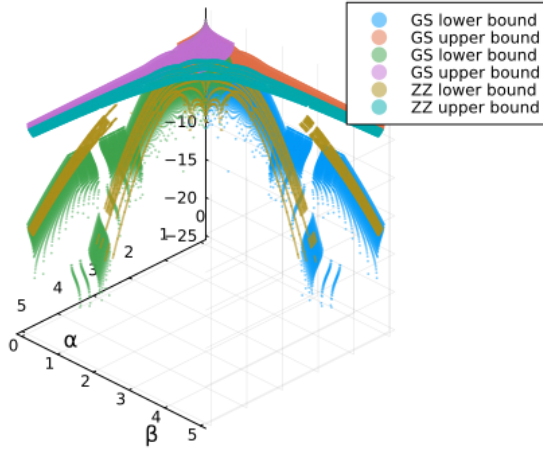 GS lower bound
GS upper bound
GS lower bound
GS upper bound
ZZ lower bound
ZZ upper bound
−10
−15
−20
−25
0
1
2
3
4
5
α
0
1
2
3
4
5
β